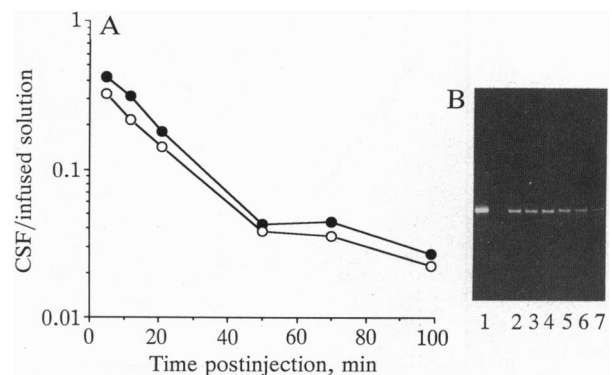 A
1
0.1
0.01
CSF/infused solution
0 20 40 60 80 100
Time postinjection, min
B
1 2 3 4 5 6 7